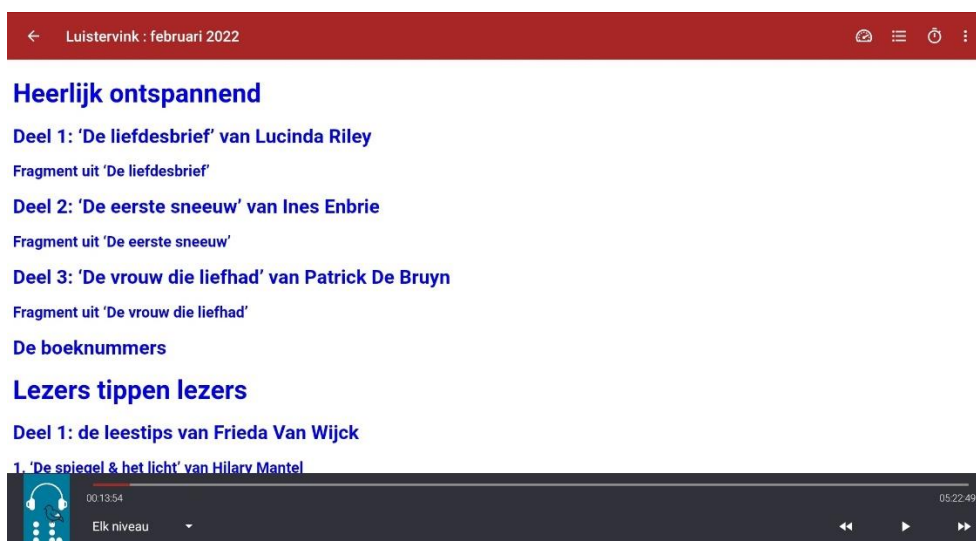 Luistervink : februari 2022
Heerlijk ontspannend
Deel 1: ‘De liefdesbrief’ van Lucinda Riley
Fragment uit ‘De liefdesbrief’
Deel 2: ‘De eerste sneeuw’ van Ines Enbrie
Fragment uit ‘De eerste sneeuw’
Deel 3: ‘De vrouw die liefhad’ van Patrick De Bruyn
Fragment uit ‘De vrouw die liefhad’
De boeknummers
Lezers tippen lezers
Deel 1: de leestips van Frieda Van Wijck
1. ‘De spiegel & het licht’ van Hilary Mantel
00:13:54 05:22:49
Elk niveau